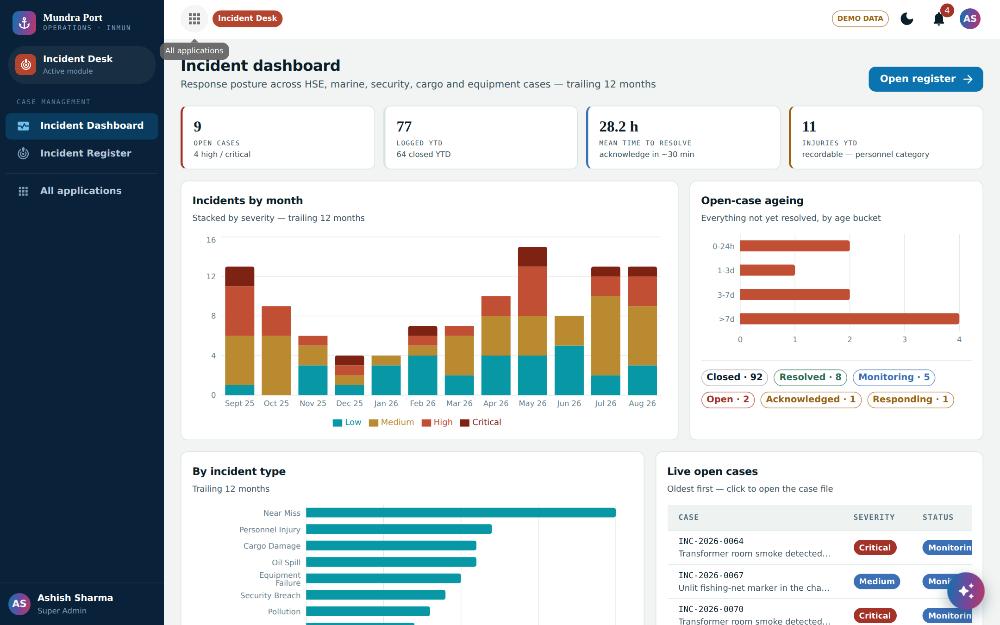 Mundra Port
OPERATIONS · INMUN
Incident Desk
Active module
CASE MANAGEMENT
Incident Dashboard
Incident Register
All applications
Ashish Sharma
Super Admin
AS
Incident Desk
All applications
DEMO DATA
4
AS
Incident dashboard
Response posture across HSE, marine, security, cargo and equipment cases — trailing 12 months
Open register
9
OPEN CASES
4 high / critical
77
LOGGED YTD
64 closed YTD
28.2 h
MEAN TIME TO RESOLVE
acknowledge in ~30 min
11
INJURIES YTD
recordable — personnel category
Incidents by month
Stacked by severity — trailing 12 months
16
12
8
4
0
Sept 25 Oct 25 Nov 25 Dec 25 Jan 26 Feb 26 Mar 26 Apr 26 May 26 Jun 26 Jul 26 Aug 26
Low Medium High Critical
Open-case ageing
Everything not yet resolved, by age bucket
0-24h
1-3d
3-7d
>7d
0 1 2 3 4
Closed · 92 Resolved · 8 Monitoring · 5
Open · 2 Acknowledged · 1 Responding · 1
By incident type
Trailing 12 months
Near Miss
Personnel Injury
Cargo Damage
Oil Spill
Equipment
Failure
Security Breach
Pollution
Live open cases
Oldest first — click to open the case file
CASE SEVERITY STATUS
INC-2026-0064
Transformer room smoke detected... Critical Monitorin
INC-2026-0067
Unlit fishing-net marker in the cha... Medium Moni
INC-2026-0070
Transformer room smoke detected... Critical Monitorin